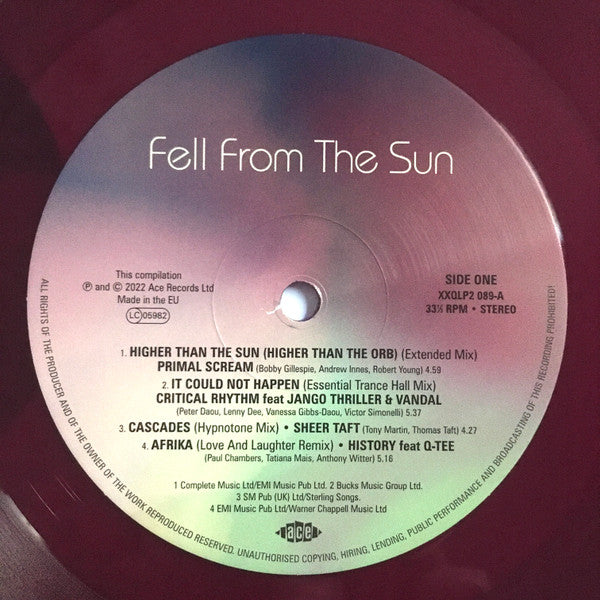 Fell From The Sun
This compilation
℗ and © 2022 Ace Records Ltd
Made in the EU
LC05982
SIDE ONE
XXQLP2 089-A
33⅓ RPM • STEREO
1. HIGHER THAN THE SUN (HIGHER THAN THE ORB) (Extended Mix)
PRIMAL SCREAM (Bobby Gillespie, Andrew Innes, Robert Young) 4.59
2. IT COULD NOT HAPPEN (Essential Trance Hall Mix)
CRITICAL RHYTHM feat JANGO THRILLER & VANDAL
(Peter Daou, Lenny Dee, Vanessa Gibbs-Daou, Victor Simonelli) 5.37
3. CASCADES (Hypnotone Mix) • SHEER TAFT (Tony Martin, Thomas Taft) 4.27
4. AFRIKA (Love And Laughter Remix) • HISTORY feat Q-TEE
(Paul Chambers, Tatiana Mais, Anthony Witter) 5.16
1 Complete Music Ltd/EMI Music Pub Ltd. 2 Bucks Music Group Ltd.
3 SM Pub (UK) Ltd/Sterling Songs.
4 EMI Music Pub Ltd/Warner Chappell Music Ltd
ace
ALL RIGHTS OF THE PRODUCER AND OF THE OWNER OF THE WORK REPRODUCED RESERVED. UNAUTHORISED COPYING, HIRING, LENDING, PUBLIC PERFORMANCE AND BROADCASTING OF THIS RECORDING PROHIBITED!